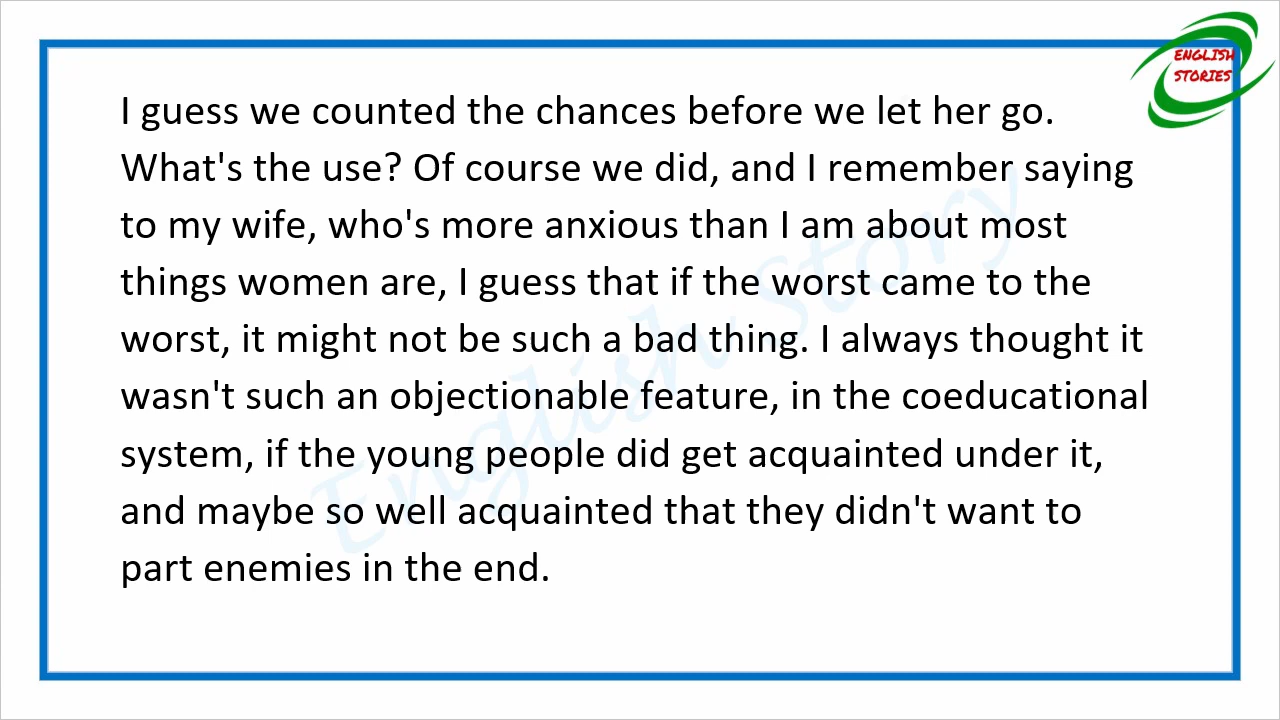 ENGLISH
STORIES
I guess we counted the chances before we let her go.
What's the use? Of course we did, and I remember saying
to my wife, who's more anxious than I am about most
things women are, I guess that if the worst came to the
worst, it might not be such a bad thing. I always thought it
wasn't such an objectionable feature, in the coeducational
system, if the young people did get acquainted under it,
and maybe so well acquainted that they didn't want to
part enemies in the end.
English Story